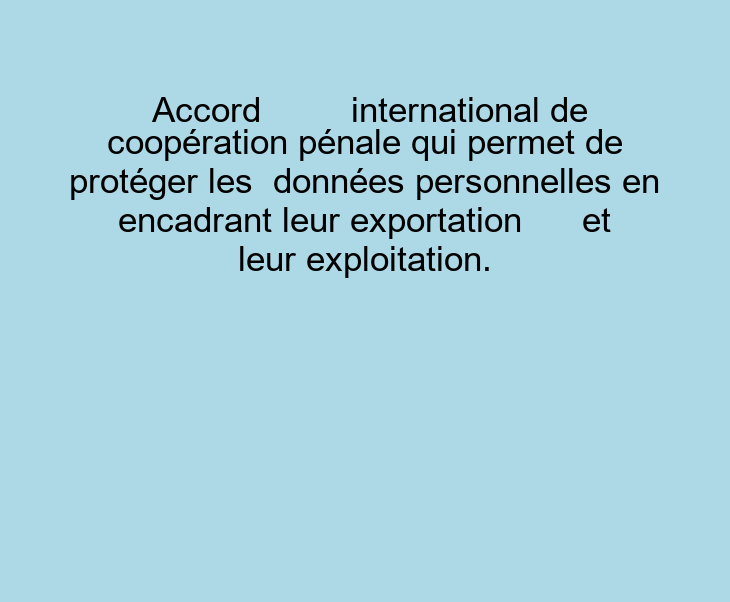 Accord international de
coopération pénale qui permet de
protéger les données personnelles en
encadrant leur exportation et
leur exploitation.